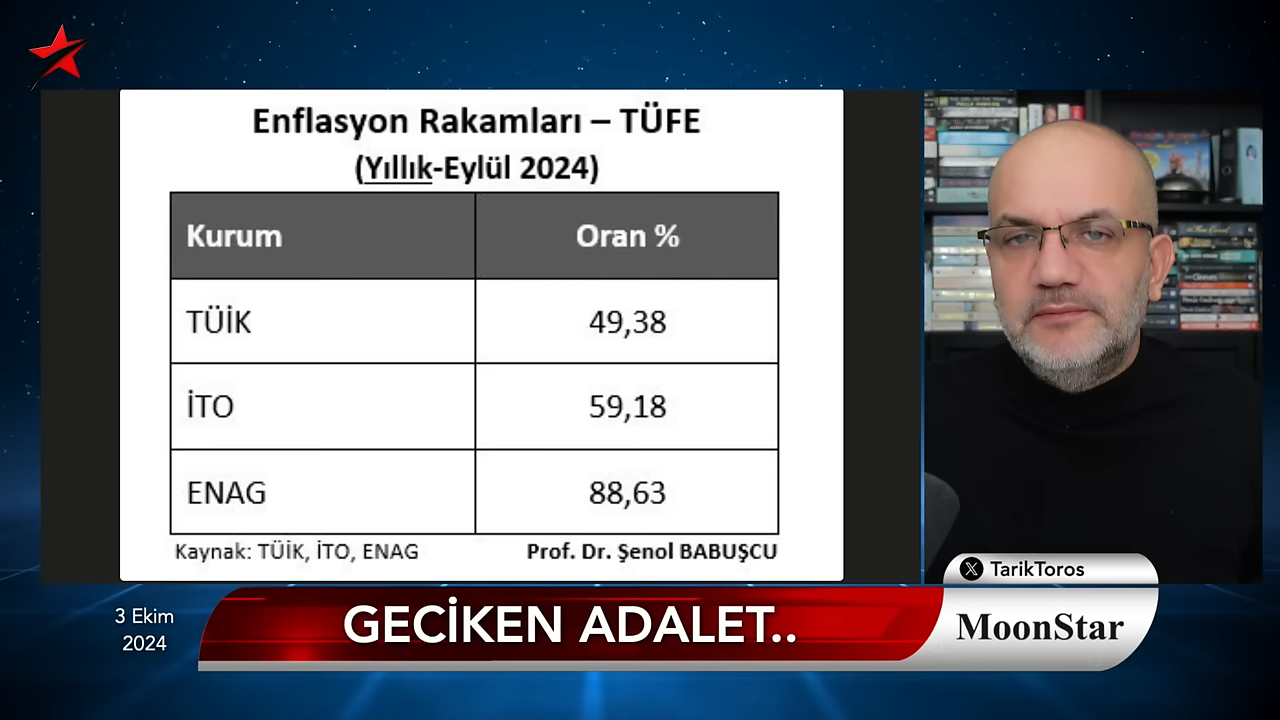 Enflasyon Rakamları – TÜFE
(Yıllık-Eylül 2024)
Kurum Oran %
TÜİK 49,38
İTO 59,18
ENAG 88,63
Kaynak: TÜİK, İTO, ENAG Prof. Dr. Şenol BABUŞCU
TarikToros
3 Ekim
2024
GECİKEN ADALET..
MoonStar